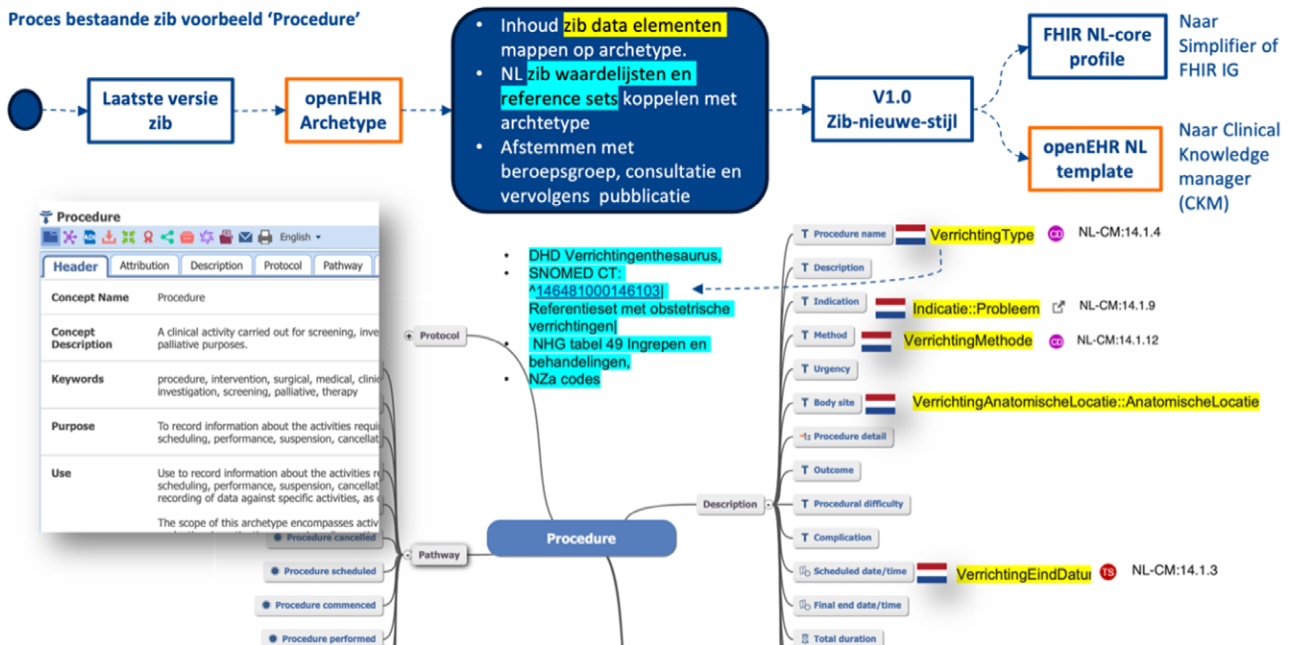 Proces bestaande zib voorbeeld ‘Procedure’
Laatste versie
zib
openEHR
Archetype
• Inhoud zib data elementen
mappen op archetype.
• NL zib waardelijsten en
reference sets koppelen met
archtetype
• Afstemmen met
beroepsgroep, consultatie en
vervolgens pubblicatie
V1.0
Zib-nieuwe-stijl
FHIR NL-core
profile
Naar
Simplifier of
FHIR IG
openEHR NL
template
Naar Clinical
Knowledge
manager
(CKM)
Procedure
ADL
English
Header Attribution Description Protocol Pathway
Concept Name Procedure
Concept
Description
A clinical activity carried out for screening, inve
palliative purposes.
Keywords
procedure, intervention, surgical, medical, clinic
investigation, screening, palliative, therapy
Purpose
To record information about the activities requir
scheduling, performance, suspension, cancellat
Use
Use to record information about the activities re
scheduling, performance, suspension, cancellat
recording of data against specific activities, as
The scope of this archetype encompasses activ
• DHD Verrichtingenthesaurus,
• SNOMED CT:
^146481000146103|
Referentieset met obstetrische
verrichtingen|
• NHG tabel 49 Ingrepen en
behandelingen,
• NZa codes
Protocol
Pathway
Procedure cancelled
Procedure scheduled
Procedure commenced
Procedure performed
Procedure
Description
T Procedure name VerrichtingType CD NL-CM:14.1.4
T Description
T Indication Indicatie::Probleem NL-CM:14.1.9
T Method VerrichtingMethode CD NL-CM:14.1.12
T Urgency
T Body site VerrichtingAnatomischeLocatie::AnatomischeLocatie
Procedure detail
T Outcome
T Procedural difficulty
T Complication
Scheduled date/time VerrichtingEindDatur TS NL-CM:14.1.3
Final end date/time
Total duration